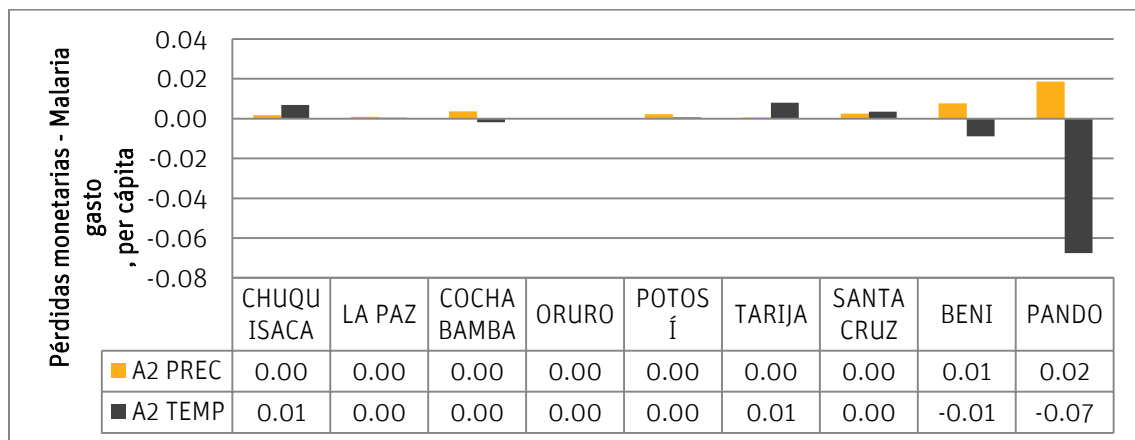 Pérdidas monetarias - Malaria
gasto
, per cápita
0.04
0.02
0.00
-0.02
-0.04
-0.06
-0.08
CHUQU
ISACA
LA PAZ
COCHA
BAMBA
ORURO
POTOS
Í
TARIJA
SANTA
CRUZ
BENI
PANDO
A2 PREC 0.00 0.00 0.00 0.00 0.00 0.00 0.00 0.01 0.02
A2 TEMP 0.01 0.00 0.00 0.00 0.00 0.01 0.00 -0.01 -0.07